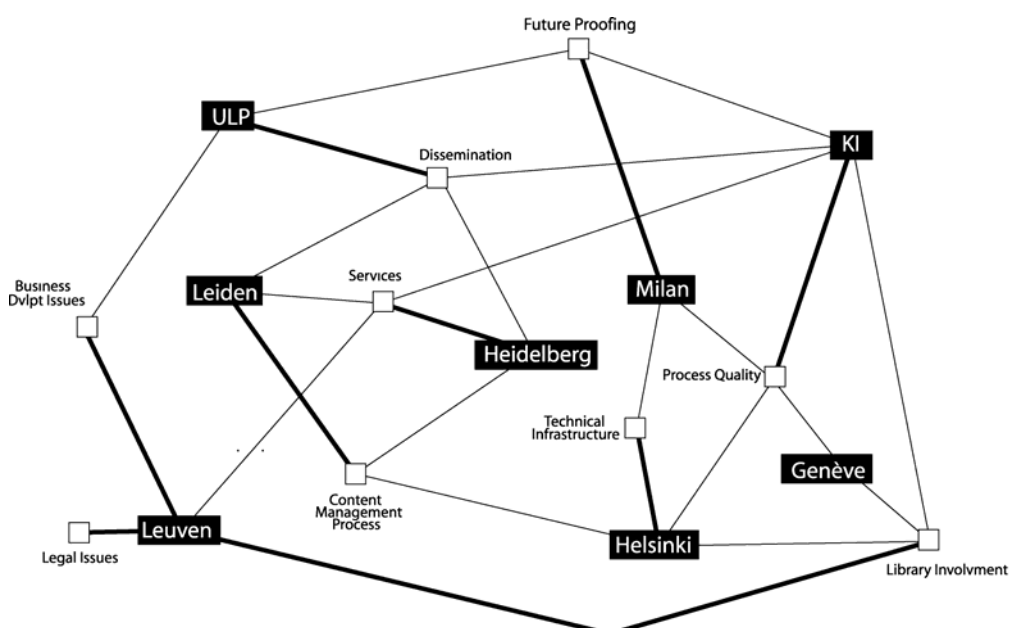 Future Proofing
ULP
KI
Dissemination
Business
Dvlpt Issues
Leiden
Services
Milan
Heidelberg
Process Quality
Technical
Infrastructure
Genève
Content
Management
Process
Leuven
Legal Issues
Helsinki
Library Involvment